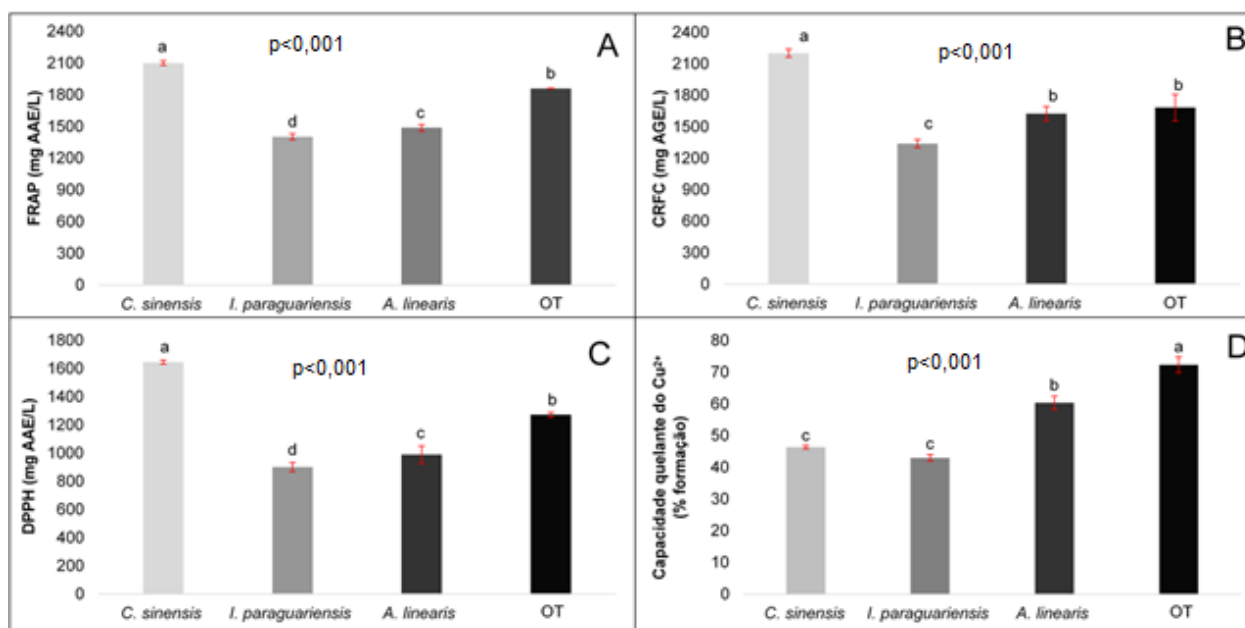 A
p<0,001
FRAP (mg AAE/L)
2400
2100
1800
1500
1200
900
600
300
0
a
d
c
b
C. sinensis I. paraguariensis A. linearis OT
B
p<0,001
CRFC (mg AGE/L)
2400
2100
1800
1500
1200
900
600
300
0
a
c
b
b
C. sinensis I. paraguariensis A. linearis OT
C
p<0,001
DPPH (mg AAE/L)
1800
1600
1400
1200
1000
800
600
400
200
0
a
d
c
b
C. sinensis I. paraguariensis A. linearis OT
D
p<0,001
Capacidade quelante do Cu²⁺
(% formação)
80
70
60
50
40
30
20
10
0
c
c
b
a
C. sinensis I. paraguariensis A. linearis OT